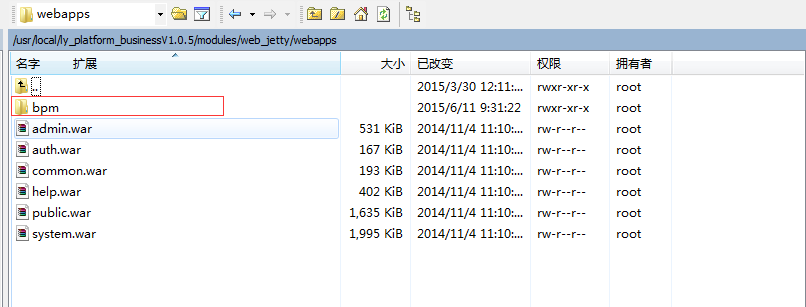 webapps
/usr/local/ly_platform_businessV1.0.5/modules/web_jetty/webapps
名字 扩展 大小 已改变 权限 拥有者
.. 2015/3/30 12:11:... rwxr-xr-x root
bpm 2015/6/11 9:31:22 rwxr-xr-x root
admin.war 531 KiB 2014/11/4 11:10:... rw-r--r-- root
auth.war 167 KiB 2014/11/4 11:10:... rw-r--r-- root
common.war 193 KiB 2014/11/4 11:10:... rw-r--r-- root
help.war 402 KiB 2014/11/4 11:10:... rw-r--r-- root
public.war 1,635 KiB 2014/11/4 11:10:... rw-r--r-- root
system.war 1,995 KiB 2014/11/4 11:10:... rw-r--r-- root